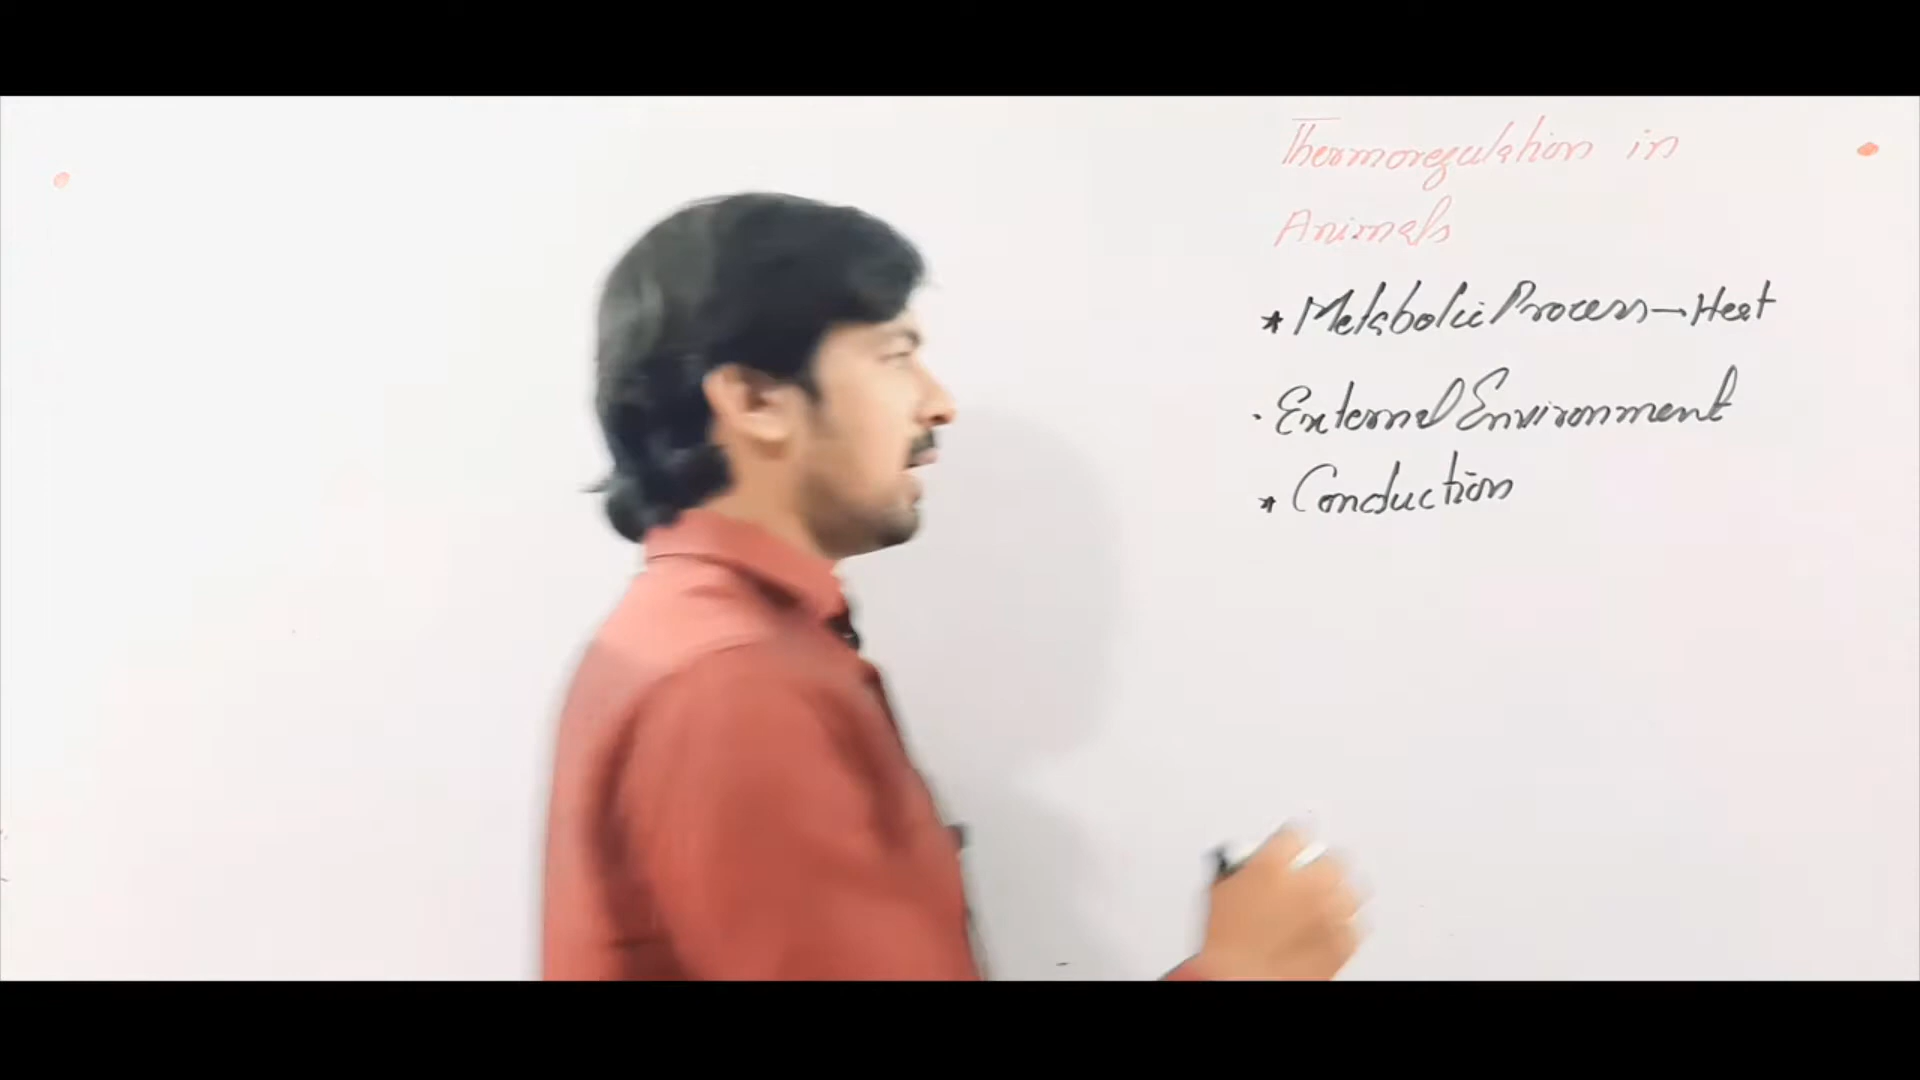 Thermoregulation in
Animals
* Metabolic Process → Heat
· External Environment
* Conduction